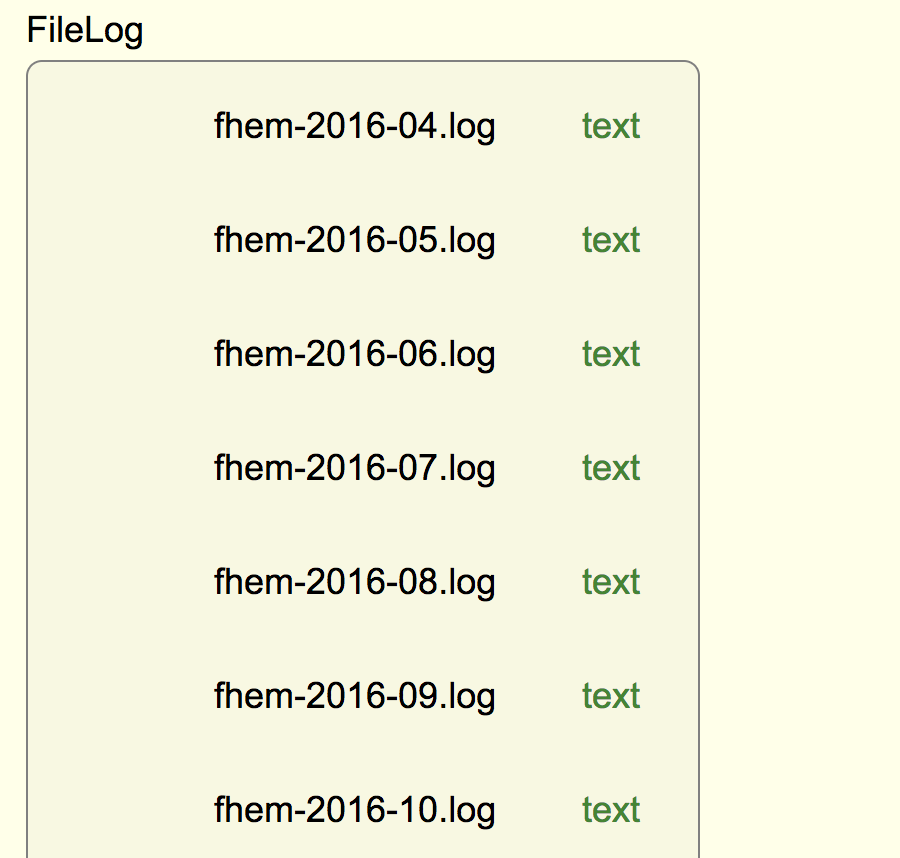 FileLog
fhem-2016-04.log text
fhem-2016-05.log text
fhem-2016-06.log text
fhem-2016-07.log text
fhem-2016-08.log text
fhem-2016-09.log text
fhem-2016-10.log text